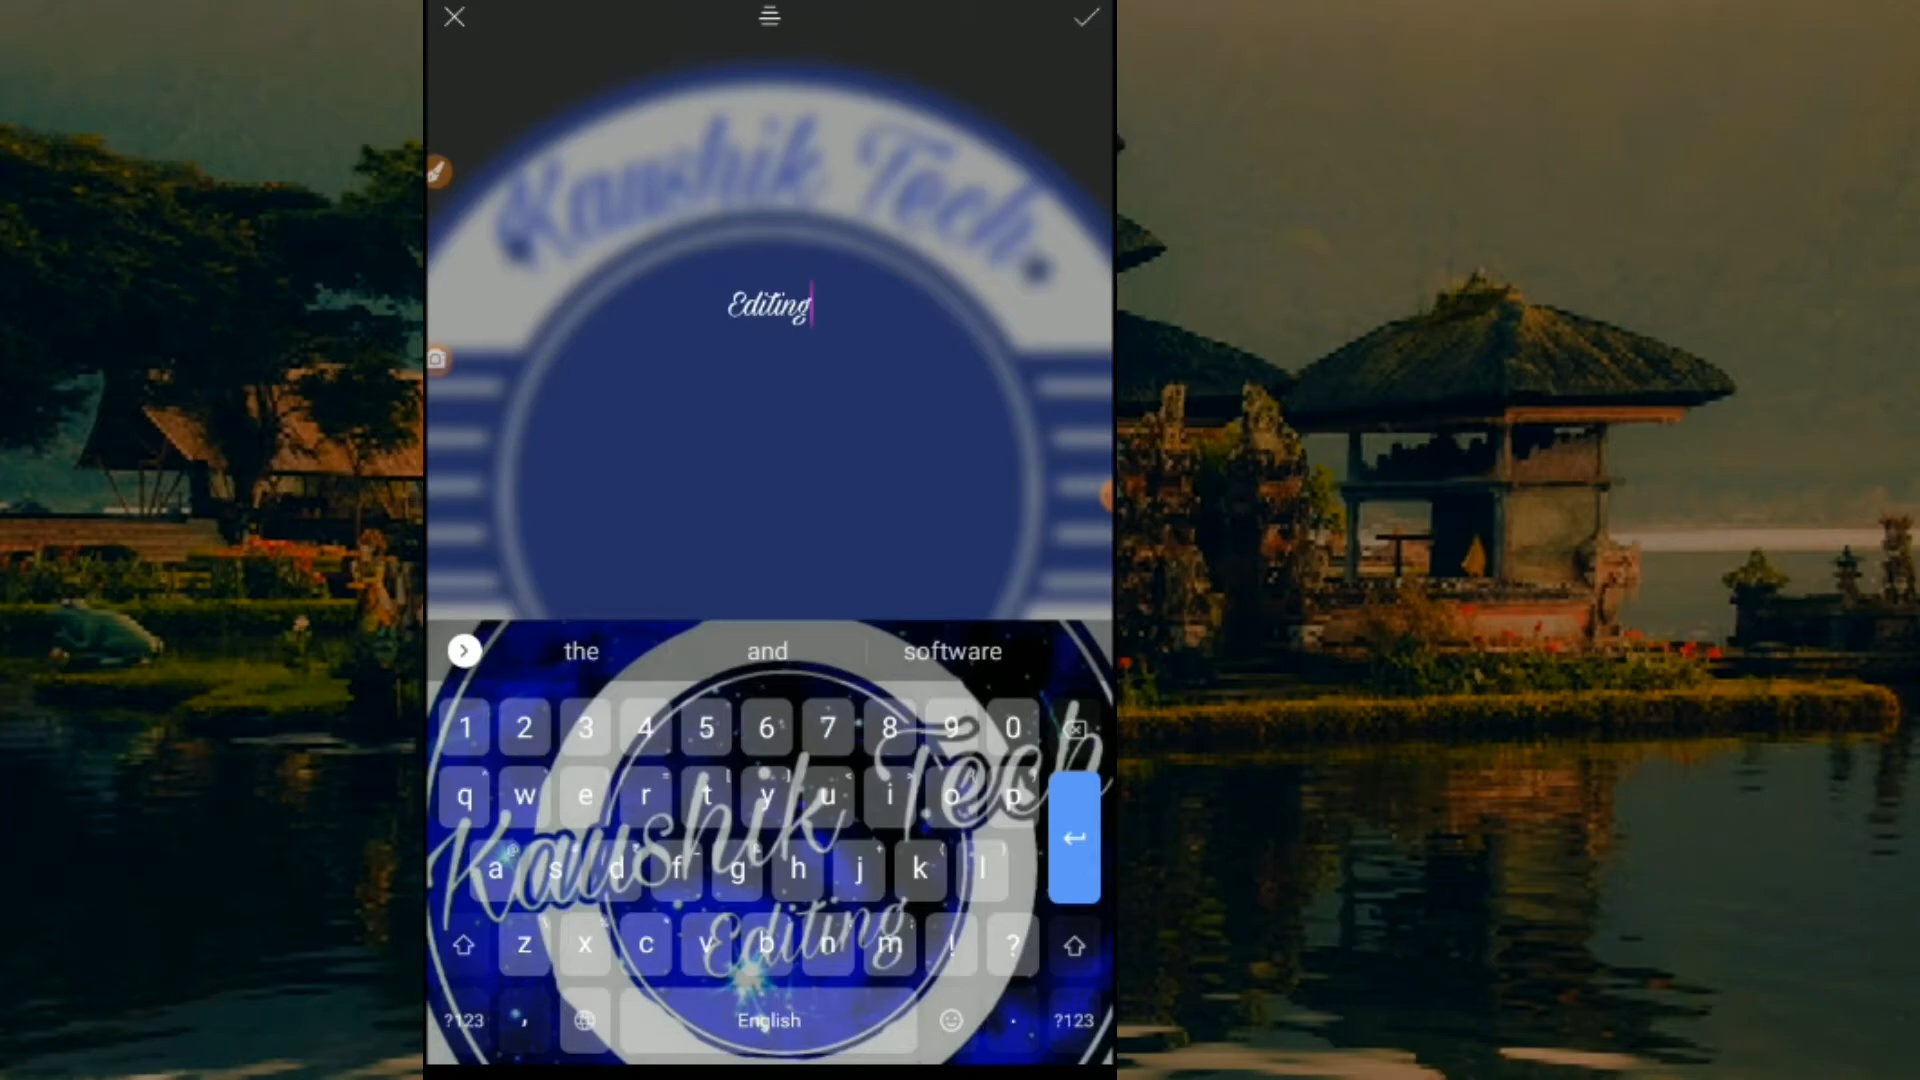 Kaushik Tech
Editing
the and software
1 2 3 4 5 6 7 8 9 0
q w e r t y u i o p
a s d f g h j k l
z x c v b n m ! ?
?123 , English . ?123
Kaushik Tech
Editing